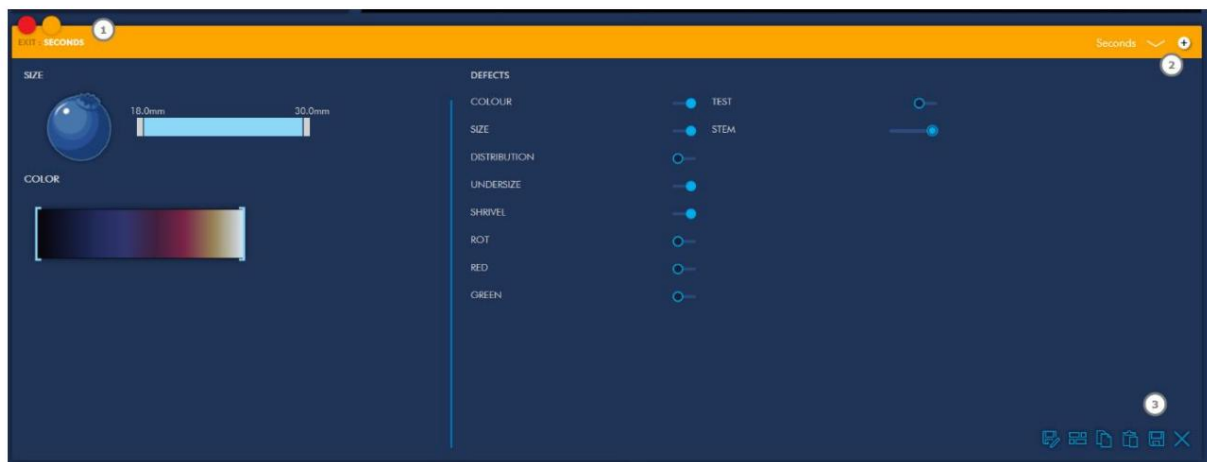 1
EXIT : SECONDS
Seconds
2
SIZE
18.0mm 30.0mm
COLOR
DEFECTS
COLOUR TEST
SIZE STEM
DISTRIBUTION
UNDERSIZE
SHRIVEL
ROT
RED
GREEN
3